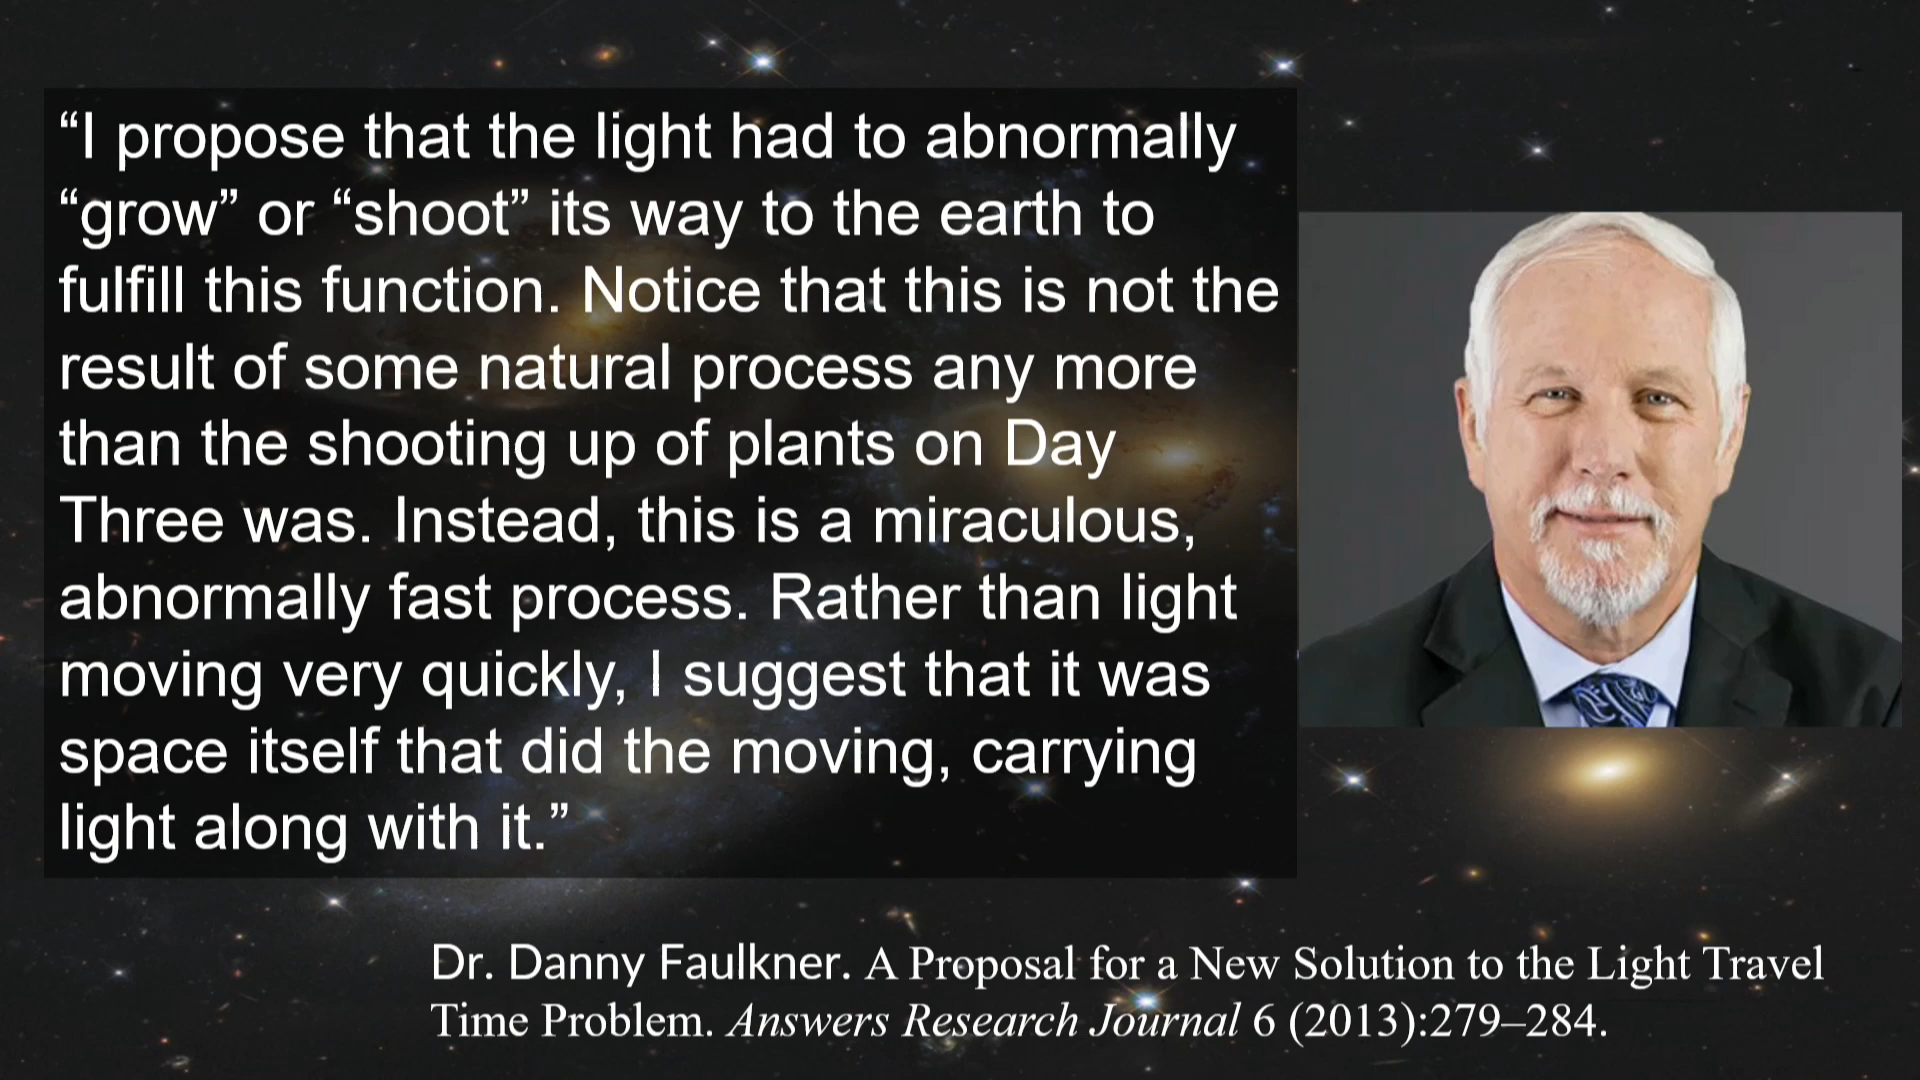 “I propose that the light had to abnormally
“grow” or “shoot” its way to the earth to
fulfill this function. Notice that this is not the
result of some natural process any more
than the shooting up of plants on Day
Three was. Instead, this is a miraculous,
abnormally fast process. Rather than light
moving very quickly, I suggest that it was
space itself that did the moving, carrying
light along with it.”
Dr. Danny Faulkner. A Proposal for a New Solution to the Light Travel
Time Problem. Answers Research Journal 6 (2013):279–284.